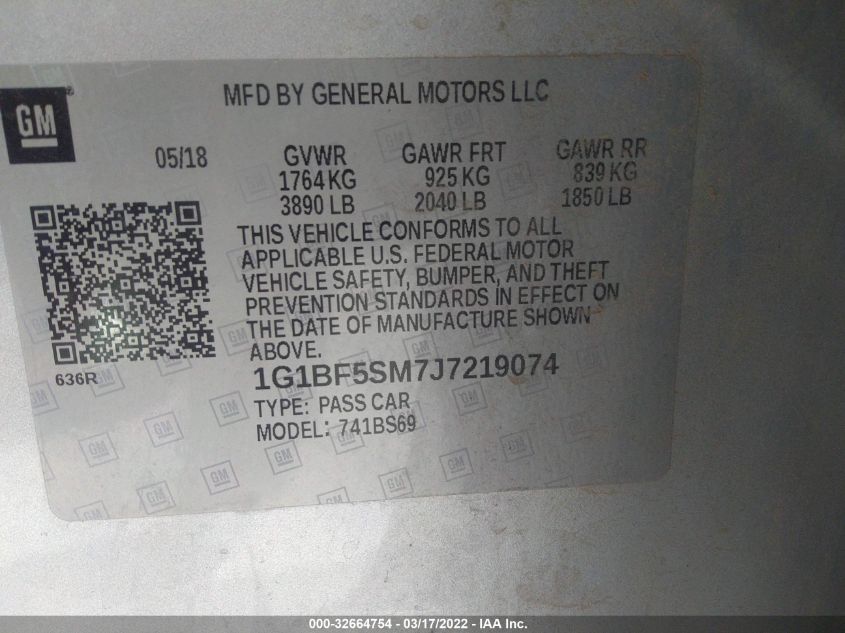 MFD BY GENERAL MOTORS LLC
GM®
05/18 GVWR GAWR FRT GAWR RR
1764 KG 925 KG 839 KG
3890 LB 2040 LB 1850 LB
THIS VEHICLE CONFORMS TO ALL
APPLICABLE U.S. FEDERAL MOTOR
VEHICLE SAFETY, BUMPER, AND THEFT
PREVENTION STANDARDS IN EFFECT ON
THE DATE OF MANUFACTURE SHOWN
ABOVE.
636R
1G1BF5SM7J7219074
TYPE: PASS CAR
MODEL: 741BS69
000-32664754 - 03/17/2022 - IAA Inc.